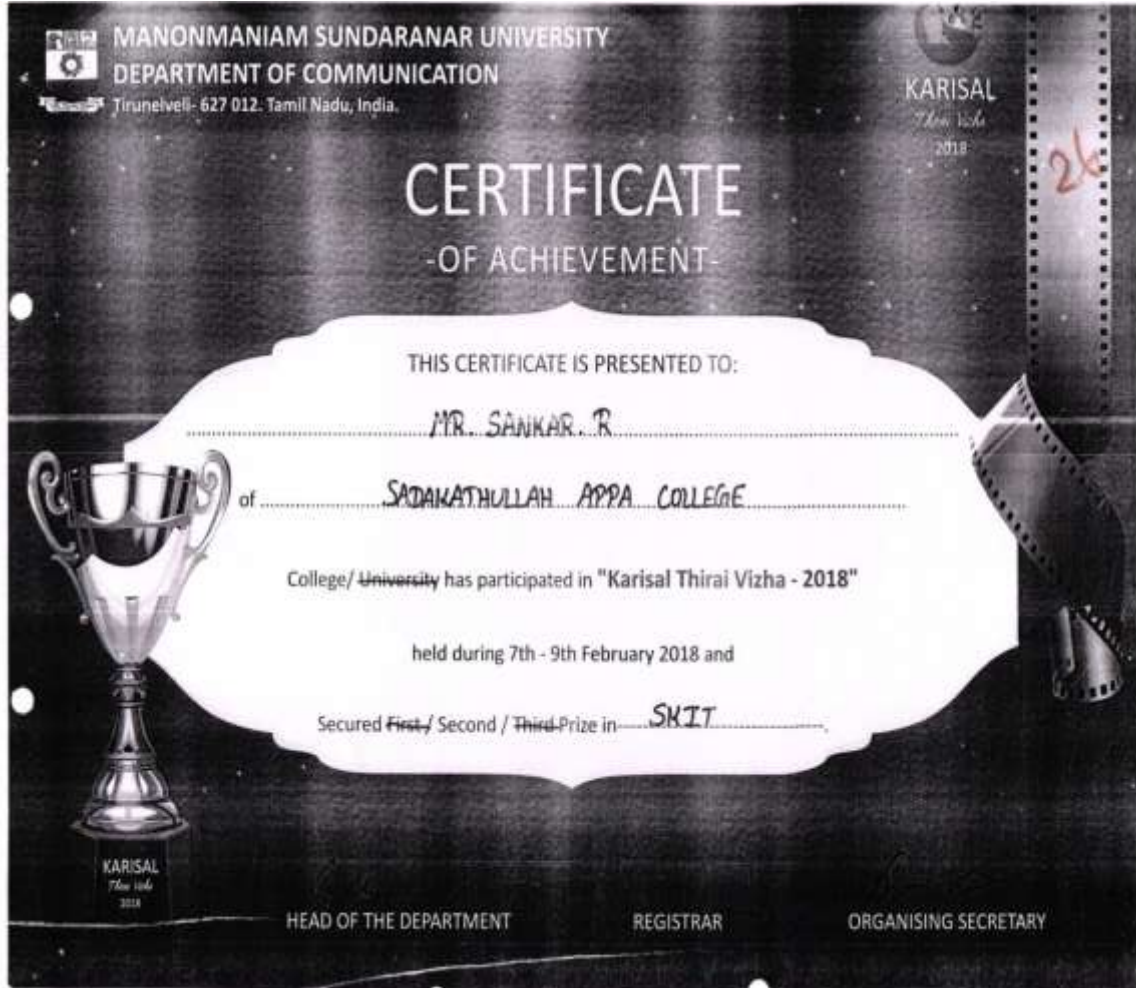 MANONMANIAM SUNDARANAR UNIVERSITY
DEPARTMENT OF COMMUNICATION
Tirunelveli- 627 012. Tamil Nadu, India.
KARISAL
2018
26
CERTIFICATE
-OF ACHIEVEMENT-
THIS CERTIFICATE IS PRESENTED TO:
MR. SANKAR. R
of SADAKATHULLAH APPA COLLEGE
College/ University has participated in "Karisal Thirai Vizha - 2018"
held during 7th - 9th February 2018 and
Secured First / Second / Third Prize in SKIT.
KARISAL
2018
HEAD OF THE DEPARTMENT REGISTRAR ORGANISING SECRETARY